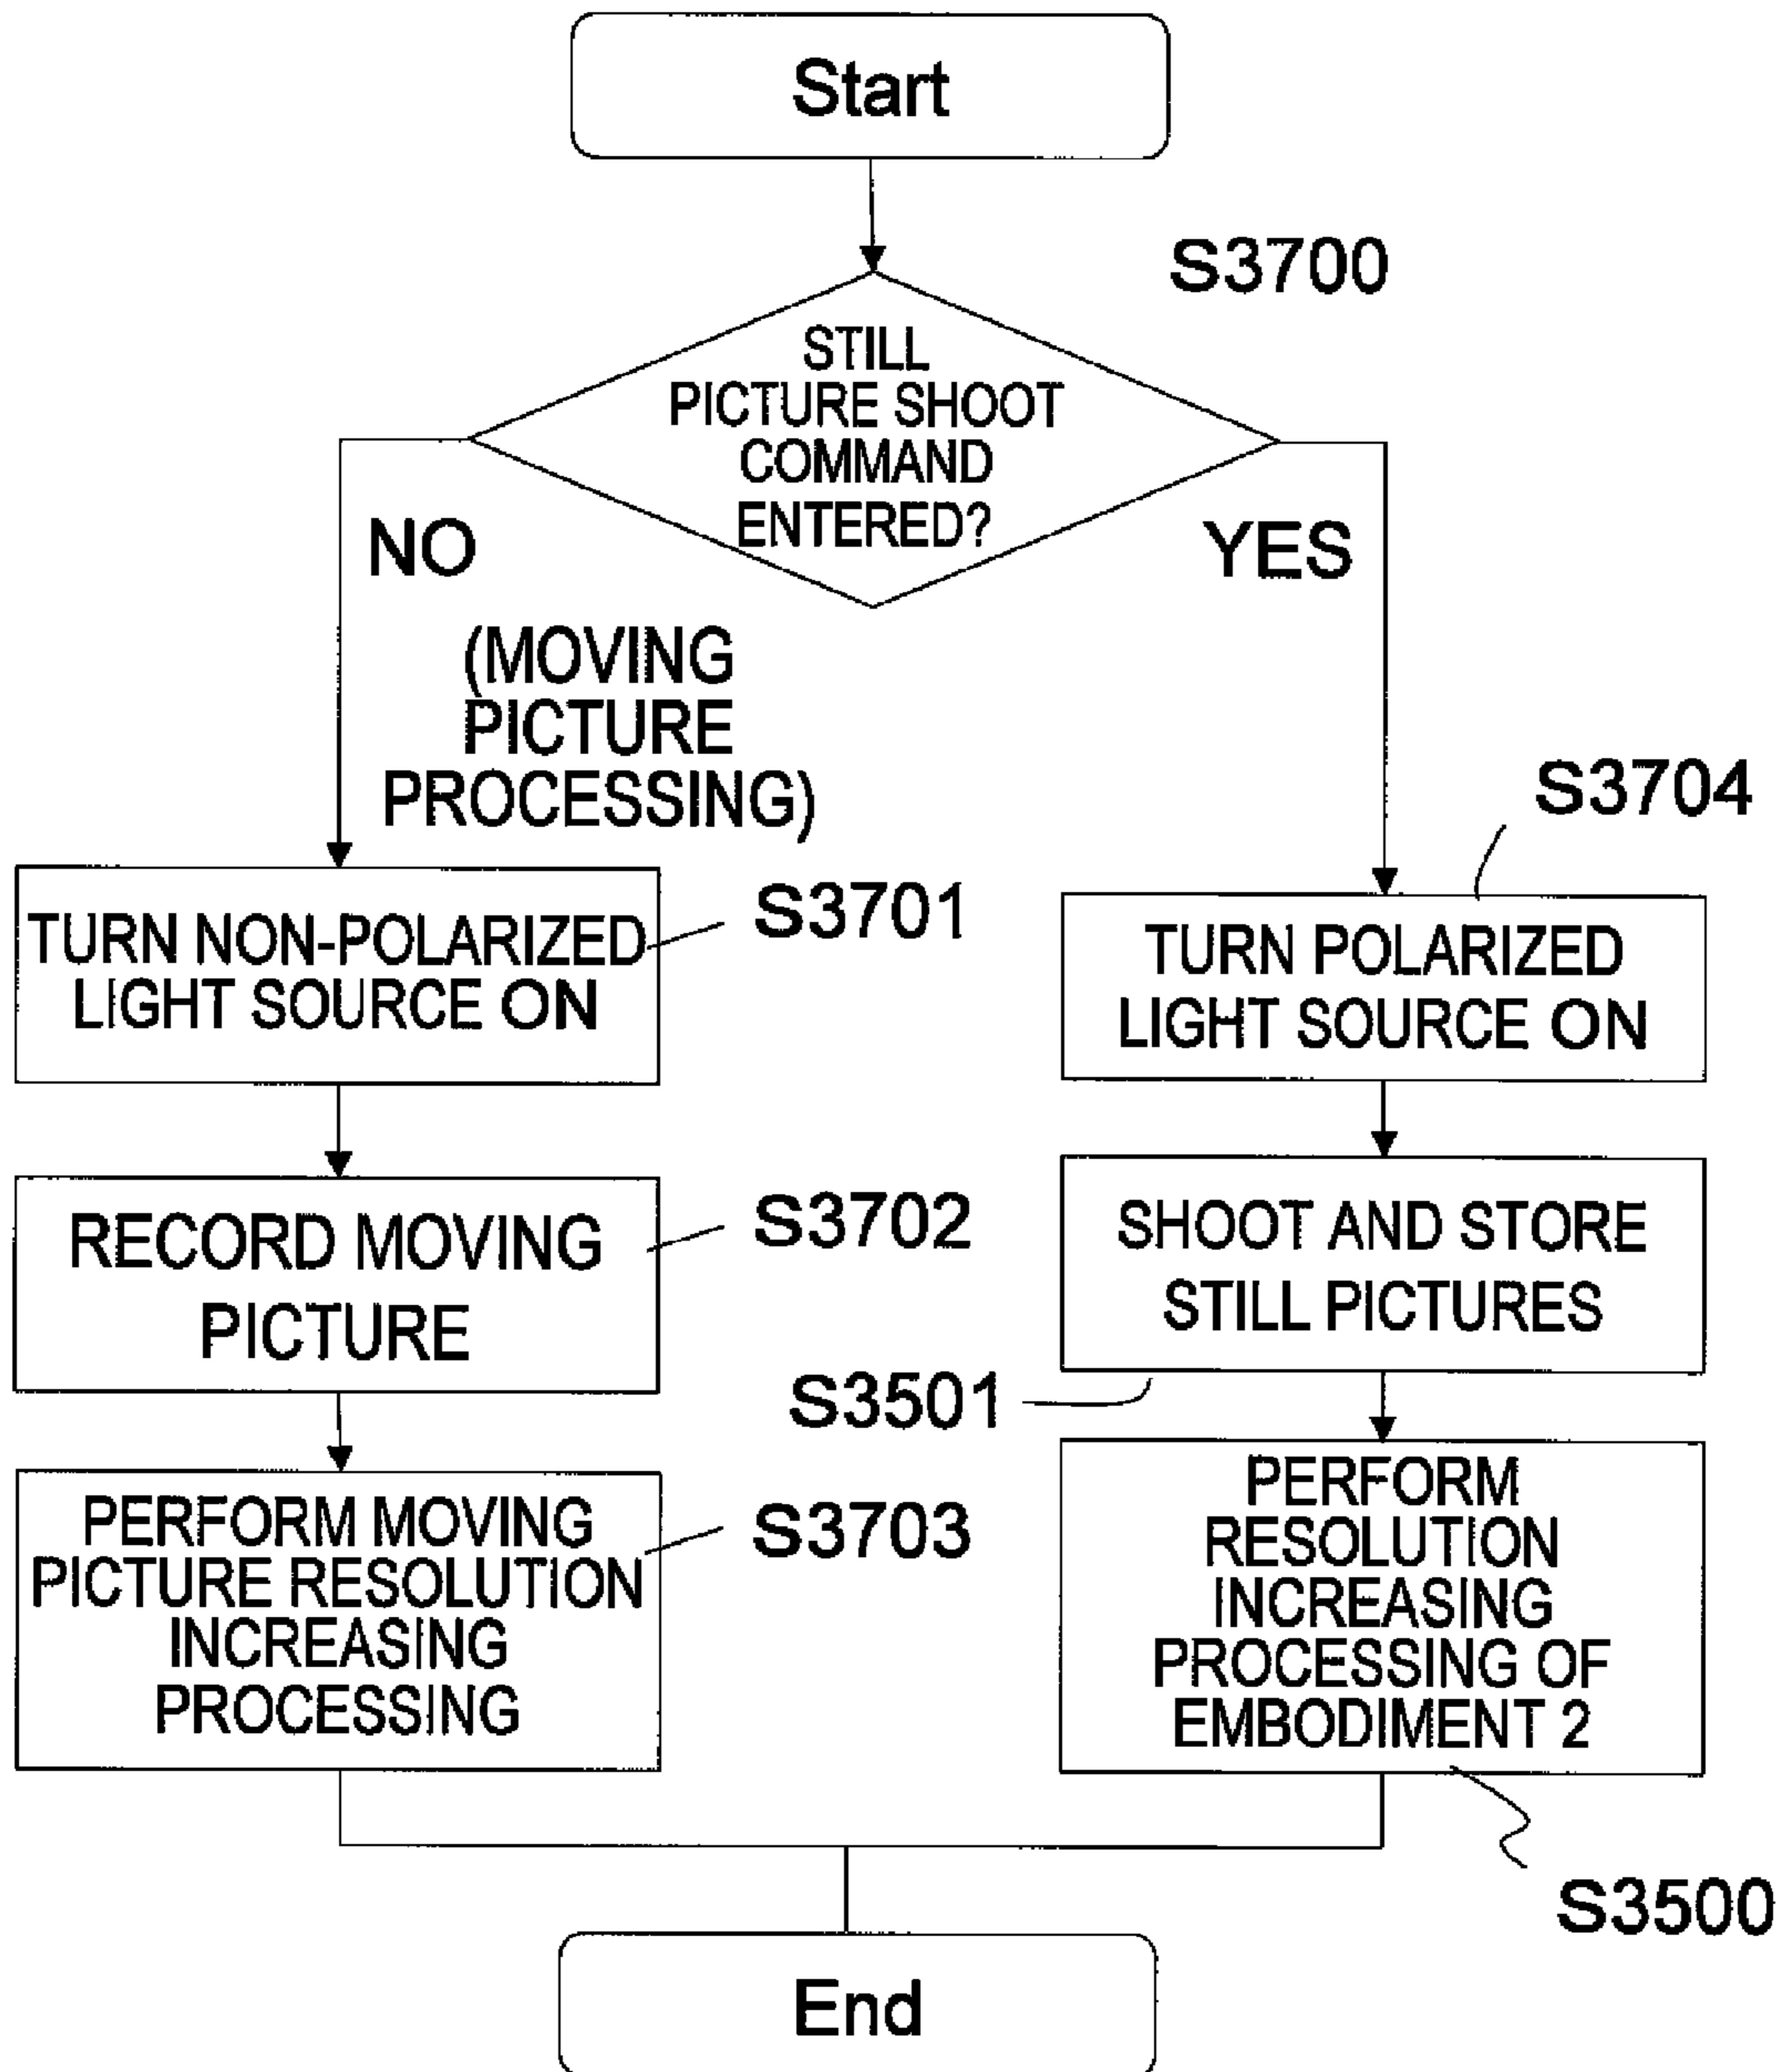 Start
S3700
STILL
PICTURE SHOOT
COMMAND
ENTERED?
NO
YES
(MOVING
PICTURE
PROCESSING)
S3704
S3701
TURN NON-POLARIZED
LIGHT SOURCE ON
TURN POLARIZED
LIGHT SOURCE ON
S3702
RECORD MOVING
PICTURE
SHOOT AND STORE
STILL PICTURES
S3501
S3703
PERFORM MOVING
PICTURE RESOLUTION
INCREASING
PROCESSING
PERFORM
RESOLUTION
INCREASING
PROCESSING OF
EMBODIMENT 2
S3500
End